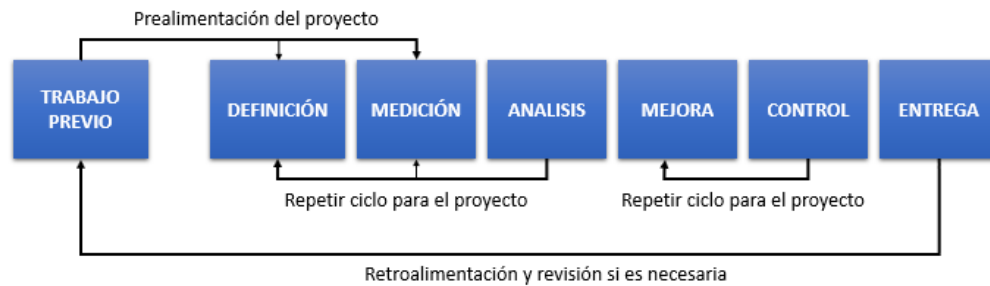 Prealimentación del proyecto
TRABAJO
PREVIO
DEFINICIÓN
MEDICIÓN
ANALISIS
MEJORA
CONTROL
ENTREGA
Repetir ciclo para el proyecto
Repetir ciclo para el proyecto
Retroalimentación y revisión si es necesaria